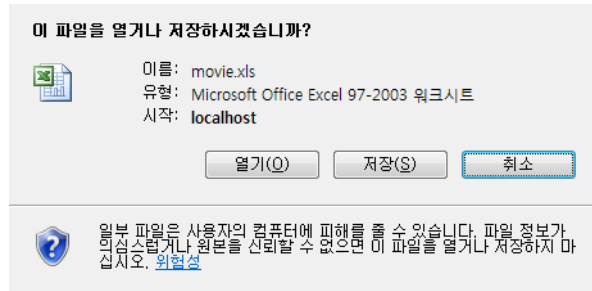 이 파일을 열거나 저장하시겠습니까?
이름: movie.xls
유형: Microsoft Office Excel 97-2003 워크시트
시작: localhost
열기(O) 저장(S) 취소
일부 파일은 사용자의 컴퓨터에 피해를 줄 수 있습니다. 파일 정보가
의심스럽거나 원본을 신뢰할 수 없으면 이 파일을 열거나 저장하지 마
십시오. 위험성